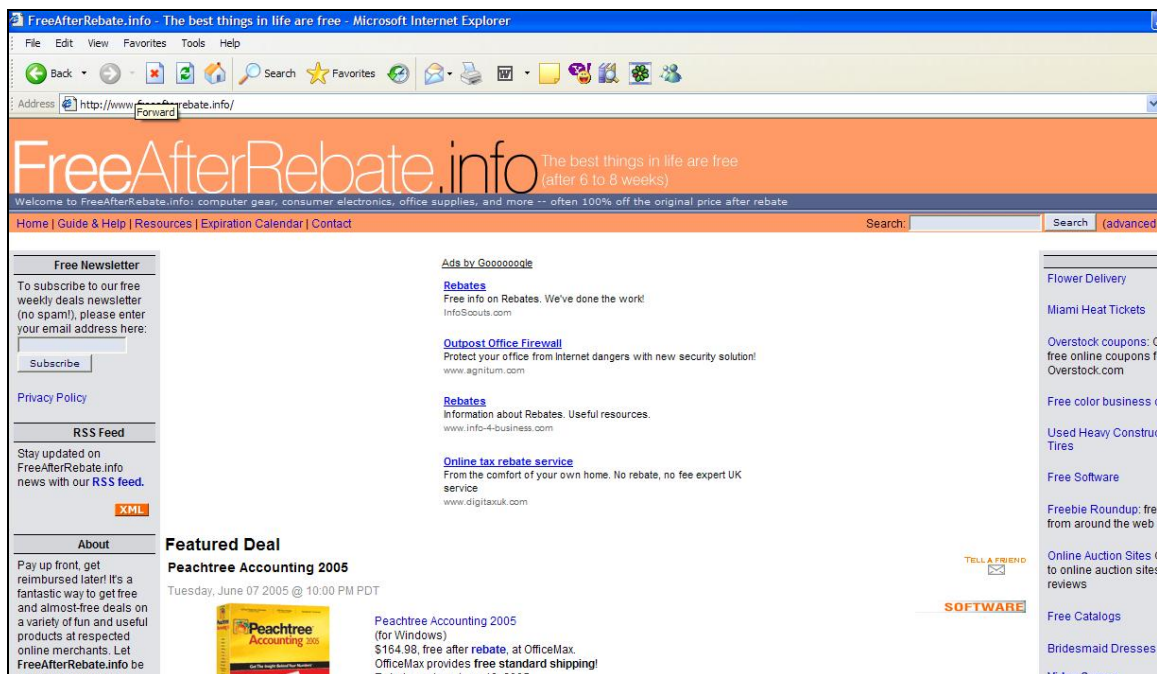 FreeAfterRebate.info - The best things in life are free - Microsoft Internet Explorer
File Edit View Favorites Tools Help
Back Search Favorites
Address http://www.freeafterrebate.info/
Forward
FreeAfterRebate.info
The best things in life are free
(after 6 to 8 weeks)
Welcome to FreeAfterRebate.info: computer gear, consumer electronics, office supplies, and more -- often 100% off the original price after rebate
Home | Guide & Help | Resources | Expiration Calendar | Contact Search: Search (advanced
Free Newsletter
To subscribe to our free
weekly deals newsletter
(no spam!), please enter
your email address here:
Subscribe
Privacy Policy
RSS Feed
Stay updated on
FreeAfterRebate.info
news with our RSS feed.
XML
About
Pay up front, get
reimbursed later! It's a
fantastic way to get free
and almost-free deals on
a variety of fun and useful
products at respected
online merchants. Let
FreeAfterRebate.info be
Ads by Goooooogle
Rebates
Free info on Rebates. We've done the work!
InfoScouts.com
Outpost Office Firewall
Protect your office from Internet dangers with new security solution!
www.agnitum.com
Rebates
Information about Rebates. Useful resources.
www.info-4-business.com
Online tax rebate service
From the comfort of your own home. No rebate, no fee expert UK
service
www.digitaxuk.com
Featured Deal
Peachtree Accounting 2005
Tuesday, June 07 2005 @ 10:00 PM PDT
TELL A FRIEND
SOFTWARE
Peachtree
Accounting 2005
Peachtree Accounting 2005
(for Windows)
$164.98, free after rebate, at OfficeMax.
OfficeMax provides free standard shipping!
Flower Delivery
Miami Heat Tickets
Overstock coupons:
free online coupons
Overstock.com
Free color business
Used Heavy
Tires
Free Software
Freebie Roundup:
from around the web
Online Auction Sites
to online auction sites
reviews
Free Catalogs
Bridesmaid Dresses